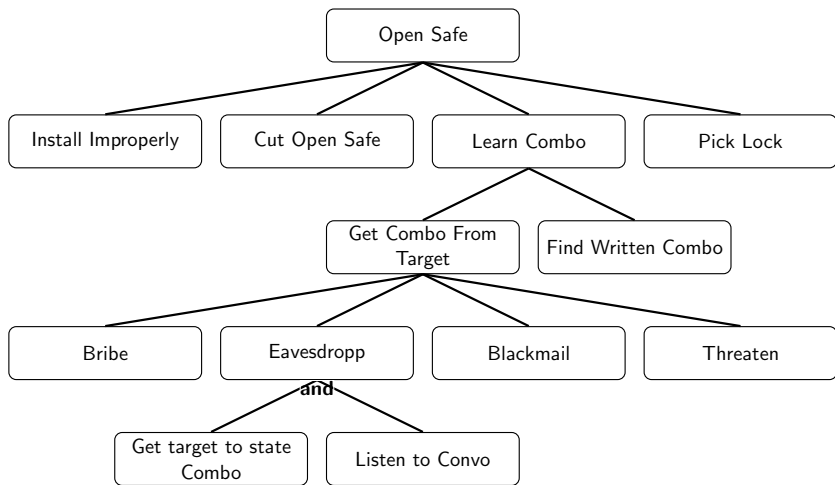 Open Safe
Install Improperly
Cut Open Safe
Learn Combo
Pick Lock
Get Combo From
Target
Find Written Combo
Bribe
Eavesdropp
Blackmail
Threaten
and
Get target to state
Combo
Listen to Convo